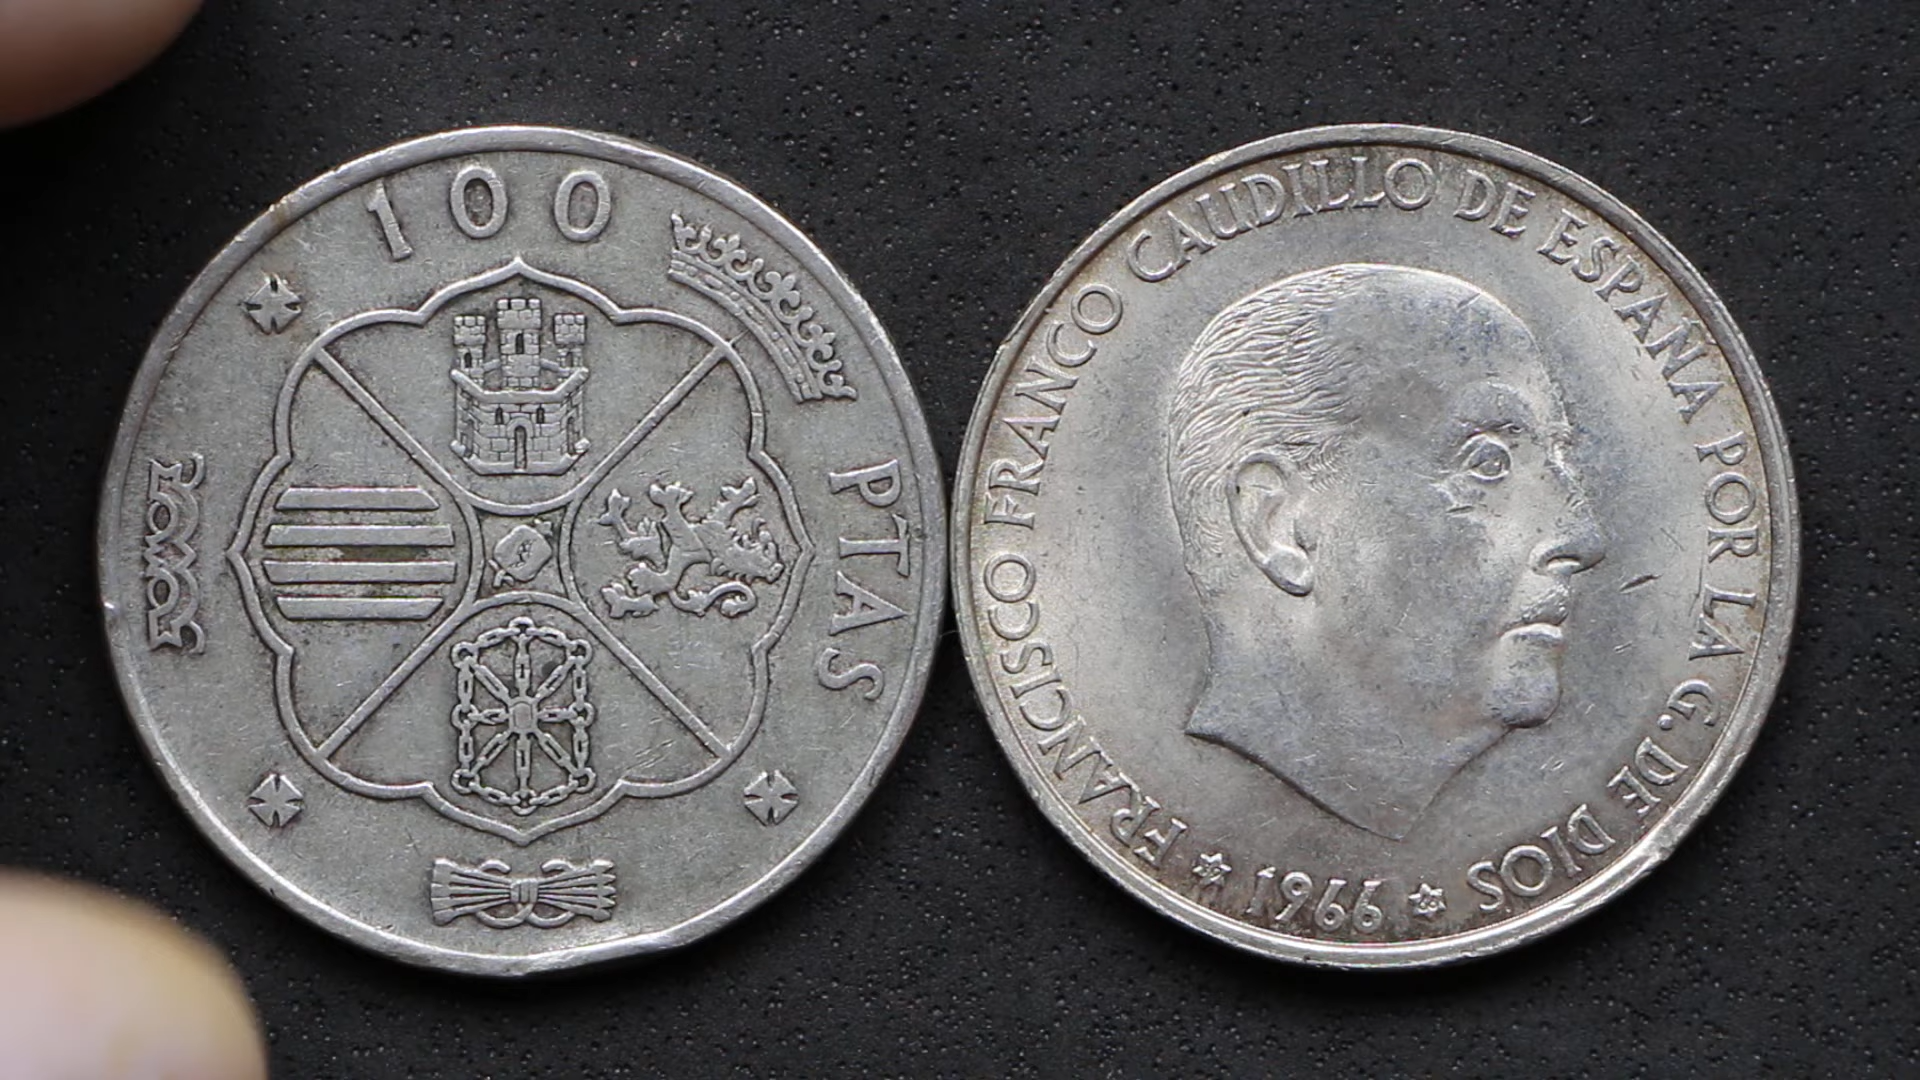 100
PTAS
FRANCISCO FRANCO CAUDILLO DE ESPAÑA POR LA G. DE DIOS
* 1966 *